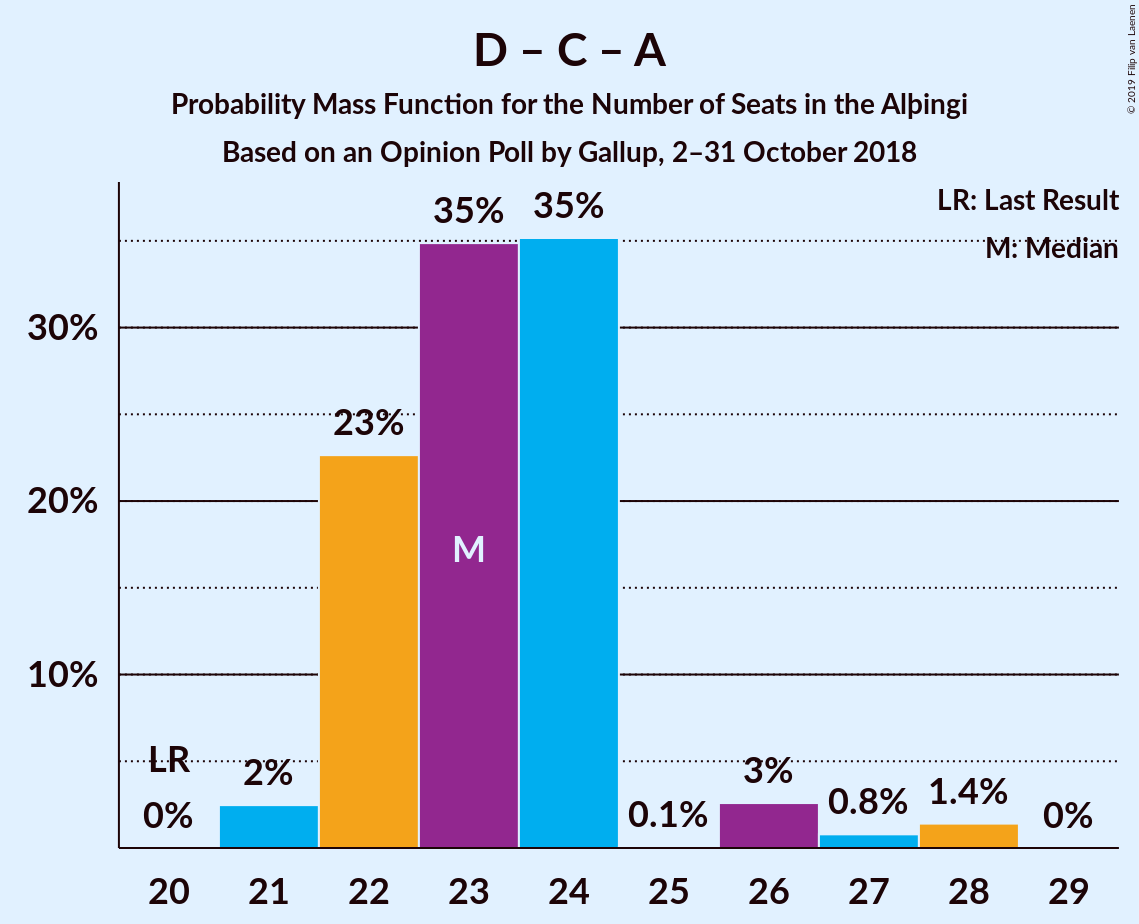 D – C – A
Probability Mass Function for the Number of Seats in the Alþingi
Based on an Opinion Poll by Gallup, 2–31 October 2018
© 2019 Filip van Laenen
LR: Last Result
M: Median
35%
35%
30%
23%
20%
M
10%
LR
0%
2%
0.1%
3%
0.8%
1.4%
0%
20 21 22 23 24 25 26 27 28 29